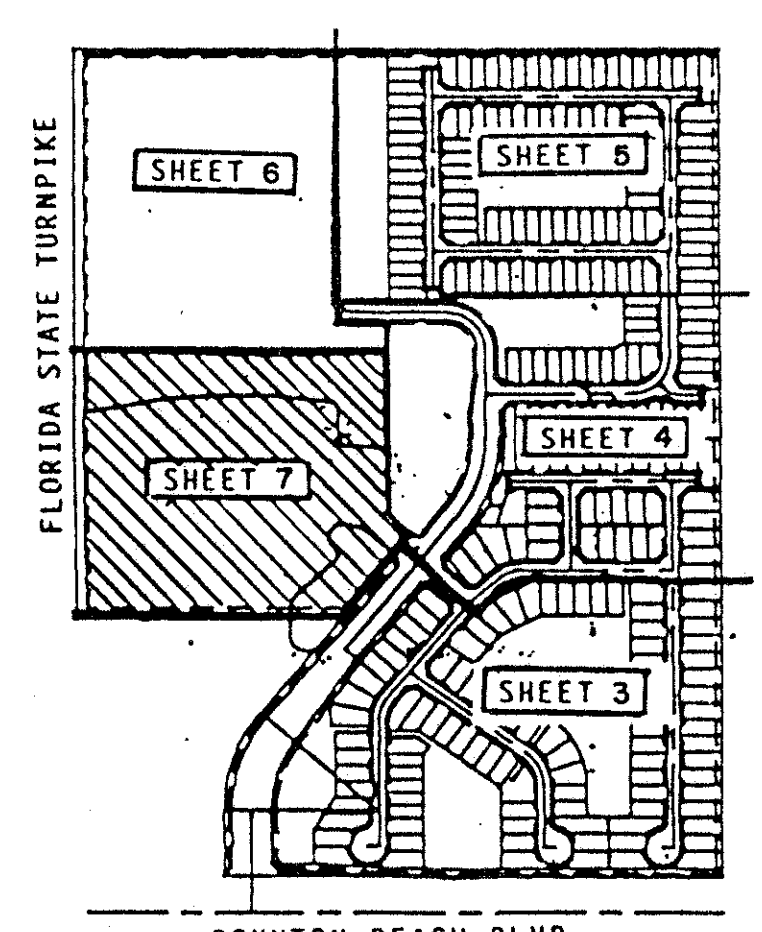 FLORIDA STATE TURNPIKE
SHEET 6
SHEET 5
SHEET 4
SHEET 7
SHEET 3
BOYNTON BEACH BLVD